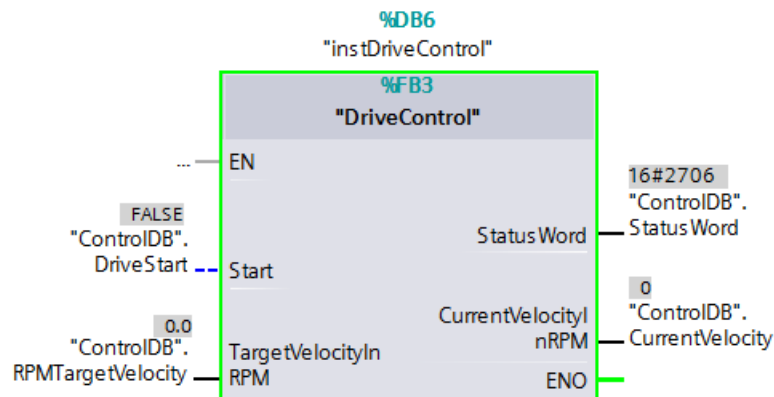 %DB6
"instDriveControl"
%FB3
"DriveControl"
... EN
16#2706
"ControlDB".
StatusWord
StatusWord
FALSE
"ControlDB".
DriveStart
Start
0
"ControlDB".
CurrentVelocity
CurrentVelocityI
nRPM
0.0
"ControlDB".
RPMTargetVelocity
TargetVelocityIn
RPM
ENO